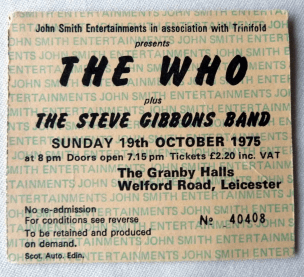 John Smith Entertainments in association with Trinifold
presents
THE WHO
plus
THE STEVE GIBBONS BAND
SUNDAY 19th OCTOBER 1975
at 8 pm Doors open 7.15 pm Tickets £2.20 inc. VAT
The Granby Halls
Welford Road, Leicester
No re-admission
For conditions see reverse
Nº 40408
To be retained and produced
on demand.
Scot. Auto. Edin.
JOHN SMITH ENTERTAINMENTS